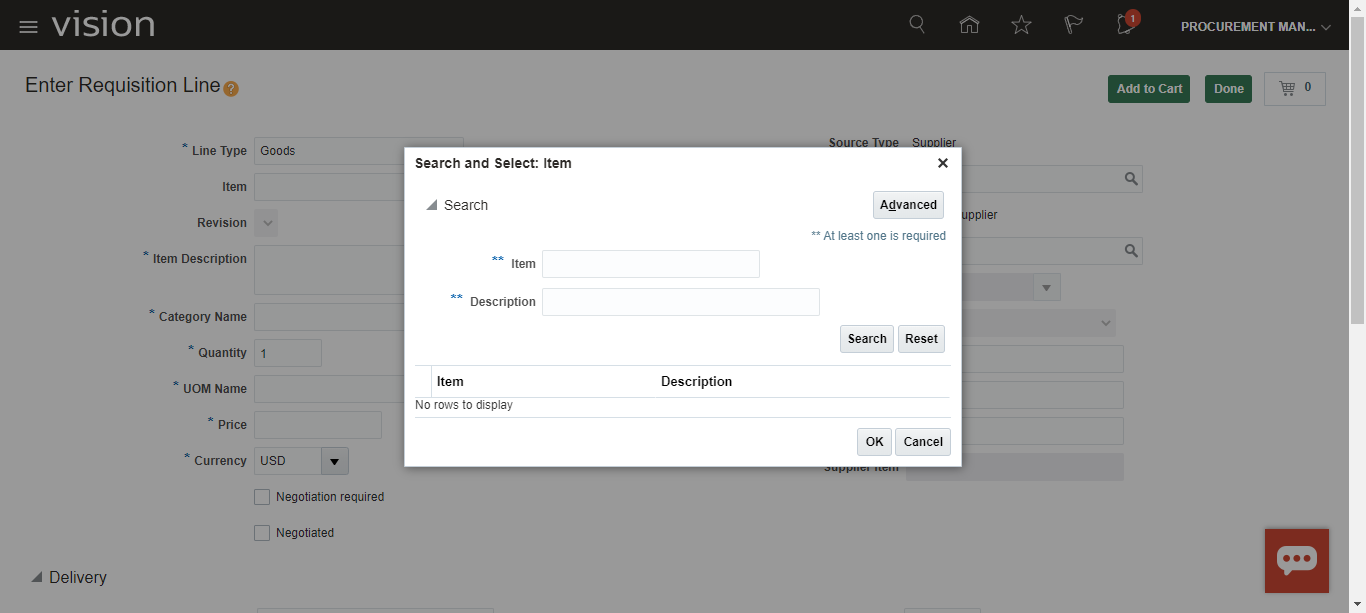 vision
1
PROCUREMENT MAN...
Enter Requisition Line ?
Add to Cart
Done
0
* Line Type Goods
Source Type Supplier
Item
Revision
* Item Description
* Category Name
* Quantity 1
* UOM Name
* Price
* Currency USD
Negotiation required
Negotiated
Delivery
Search and Select: Item
Search
Advanced
** At least one is required
** Item
** Description
Search
Reset
Item
Description
No rows to display
OK
Cancel
Supplier Item